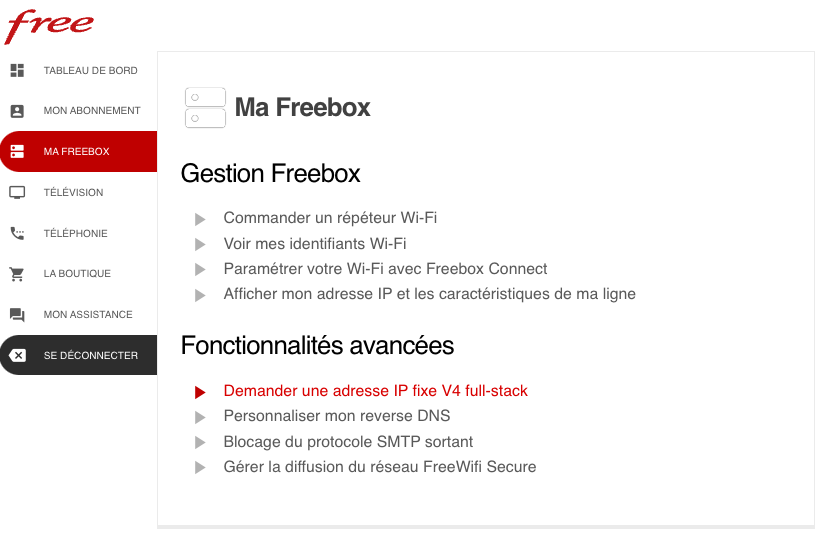 free
TABLEAU DE BORD
MON ABONNEMENT
MA FREEBOX
TÉLÉVISION
TÉLÉPHONIE
LA BOUTIQUE
MON ASSISTANCE
SE DÉCONNECTER
Ma Freebox
Gestion Freebox
Commander un répéteur Wi-Fi
Voir mes identifiants Wi-Fi
Paramétrer votre Wi-Fi avec Freebox Connect
Afficher mon adresse IP et les caractéristiques de ma ligne
Fonctionnalités avancées
Demander une adresse IP fixe V4 full-stack
Personnaliser mon reverse DNS
Blocage du protocole SMTP sortant
Gérer la diffusion du réseau FreeWifi Secure